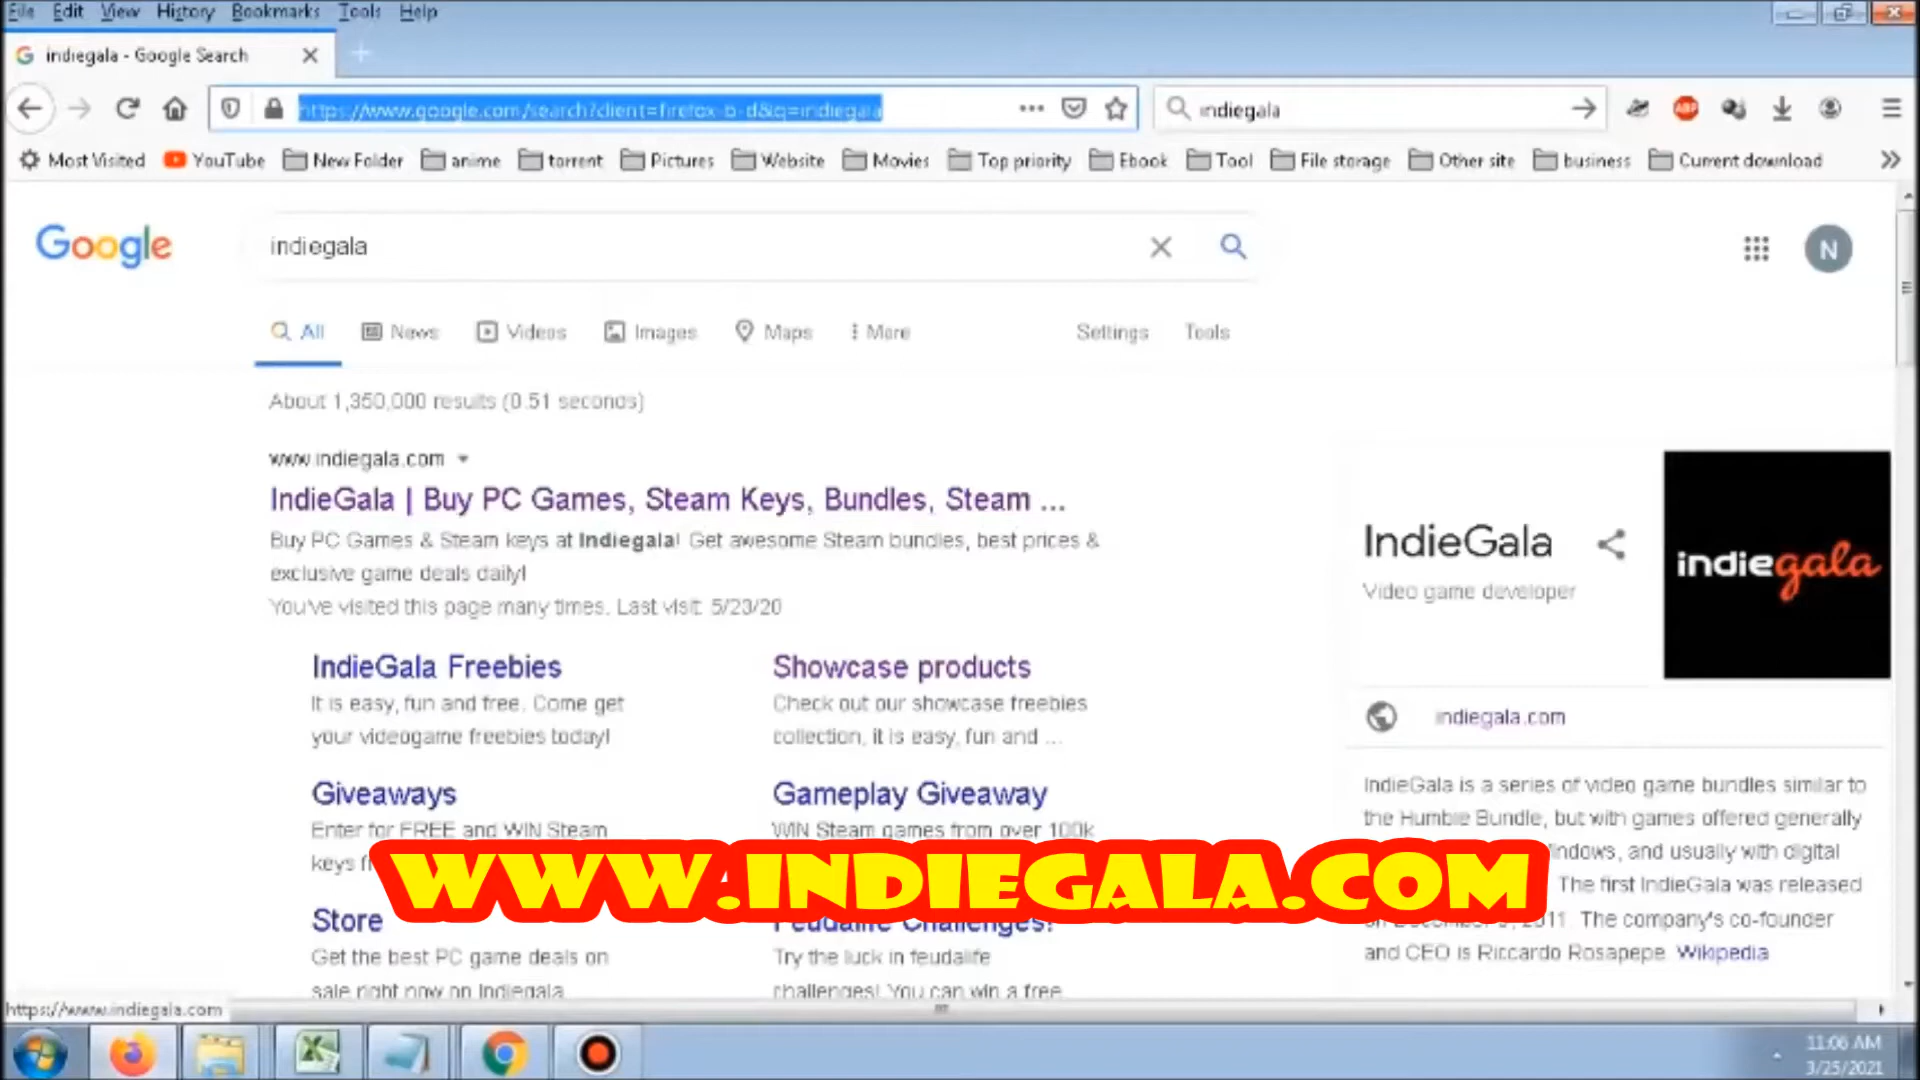 File Edit View History Bookmarks Tools Help
indiegala - Google Search
https://www.google.com/search?client=firefox-b-d&q=indiegala
indiegala
Most Visited YouTube New Folder anime torrent Pictures Website Movies Top priority Ebook Tool File storage Other site business Current download
Google
indiegala
N
All News Videos Images Maps More Settings Tools
About 1,350,000 results (0.51 seconds)
www.indiegala.com
IndieGala | Buy PC Games, Steam Keys, Bundles, Steam ...
Buy PC Games & Steam keys at Indiegala! Get awesome Steam bundles, best prices &
exclusive game deals daily!
You've visited this page many times. Last visit: 5/23/20
IndieGala Freebies
It is easy, fun and free. Come get
your videogame freebies today!
Showcase products
Check out our showcase freebies
collection, it is easy, fun and ...
Giveaways
Enter for FREE and WIN Steam
keys
Gameplay Giveaway
WIN Steam games from over 100k
Store
Get the best PC game deals on
sale right now on Indiegala
Feudalife Challenges!
Try the luck in feudalife
challenges! You can win a free
IndieGala
Video game developer
indiegala
indiegala.com
IndieGala is a series of video game bundles similar to
the Humble Bundle, but with games offered generally
and usually with digital
The first IndieGala was released
2011. The company's co-founder
and CEO is Riccardo Rosapepe. Wikipedia
WWW.INDIEGALA.COM
https://www.indiegala.com
11:06 AM
3/25/2021